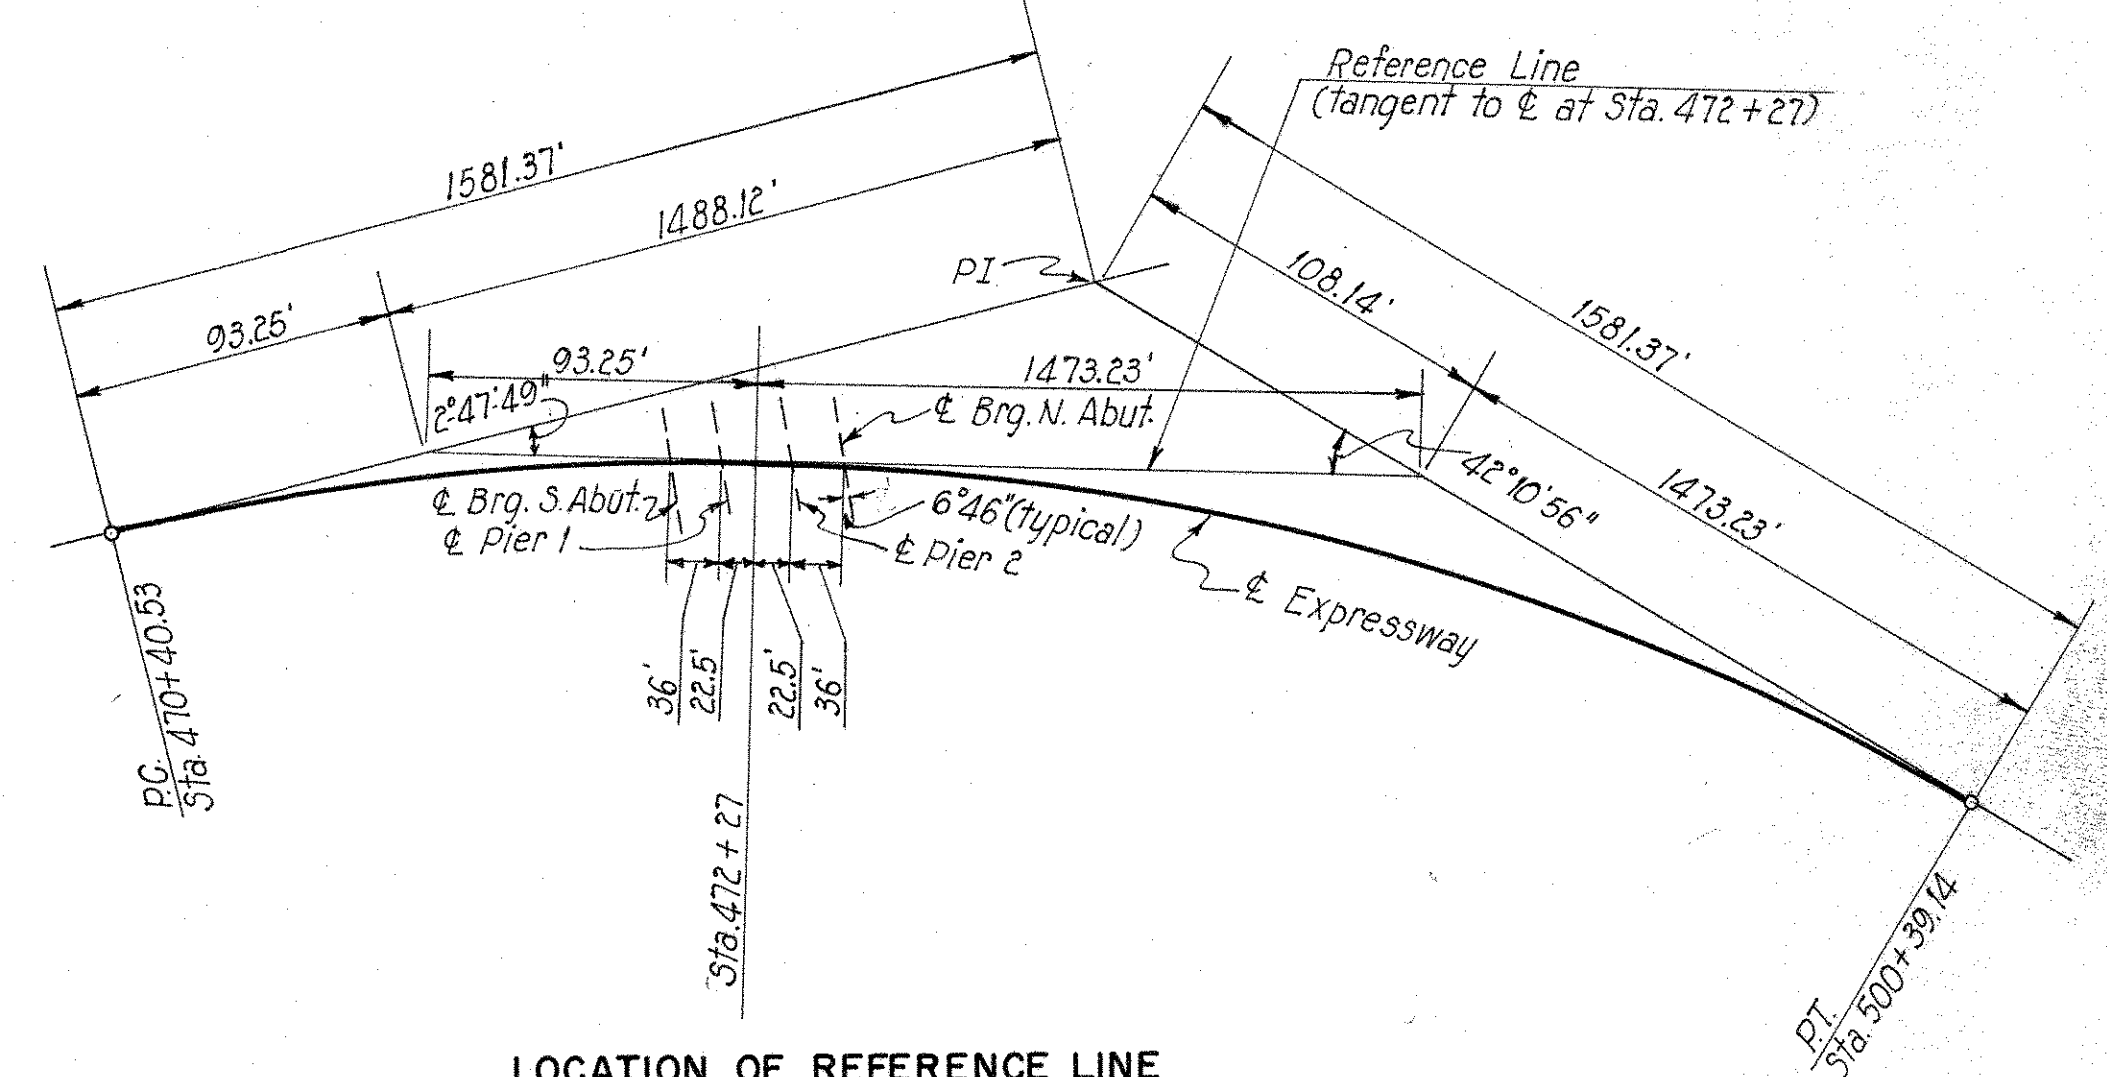 Reference Line
(tangent to ℄ at Sta. 472+27)
1581.37'
1488.12'
93.25'
PI
108.14'
1581.37'
93.25'
1473.23'
2°-47'-49"
℄ Brg. N. Abut.
42°10'56"
1473.23'
℄ Brg. S. Abut.
℄ Pier 1
6°46"(typical)
℄ Pier 2
℄ Expressway
36'
22.5'
22.5'
36'
P.C.
Sta. 470+40.53
Sta. 472+27
P.T.
Sta. 500+39.14
LOCATION OF REFERENCE LINE